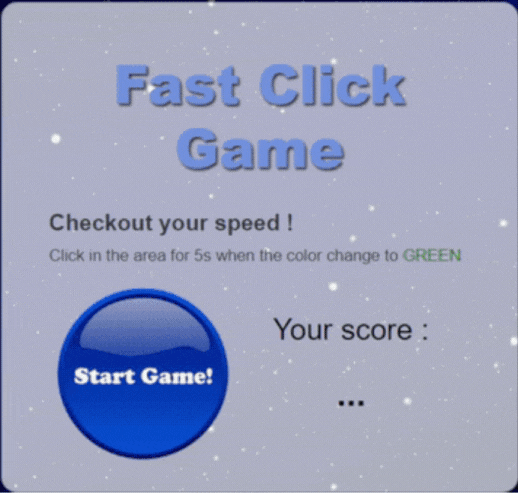 Fast Click
Game
Checkout your speed !
Click in the area for 5s when the color change to GREEN
Start Game!
Your score :
...